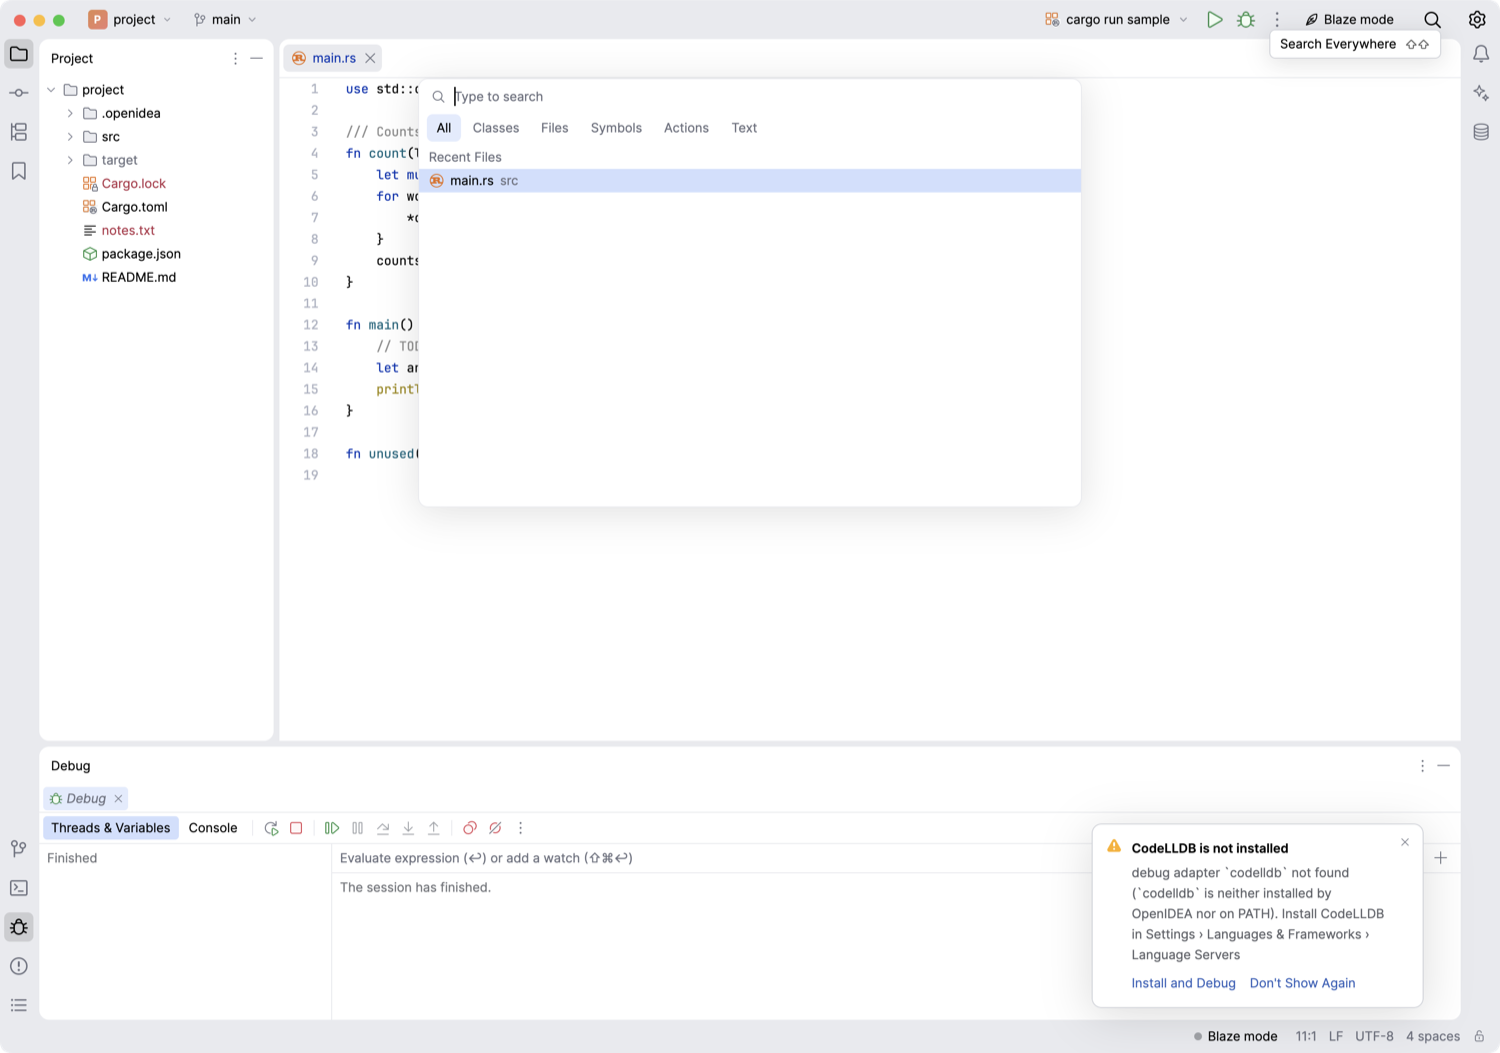 P project main cargo run sample Blaze mode
Search Everywhere ⇧⇧
Project
main.rs
project
.openidea
src
target
Cargo.lock
Cargo.toml
notes.txt
package.json
M↓ README.md
Type to search
All Classes Files Symbols Actions Text
Recent Files
main.rs src
1 use std::c
2
3 /// Counts
4 fn count(
5 let mu
6 for wo
7 *c
8 }
9 counts
10 }
11
12 fn main()
13 // TOD
14 let ar
15 printl
16 }
17
18 fn unused(
19
Debug
Debug
Threads & Variables Console
Finished
Evaluate expression (↩) or add a watch (⇧⌘↩)
The session has finished.
CodeLLDB is not installed
debug adapter `codelldb` not found
(`codelldb` is neither installed by
OpenIDEA nor on PATH). Install CodeLLDB
in Settings › Languages & Frameworks ›
Language Servers
Install and Debug Don't Show Again
Blaze mode 11:1 LF UTF-8 4 spaces